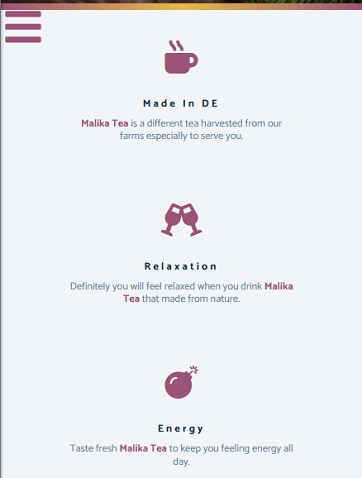 Made In DE
Malika Tea is a different tea harvested from our
farms especially to serve you.
Relaxation
Definitely you will feel relaxed when you drink Malika
Tea that made from nature.
Energy
Taste fresh Malika Tea to keep you feeling energy all
day.